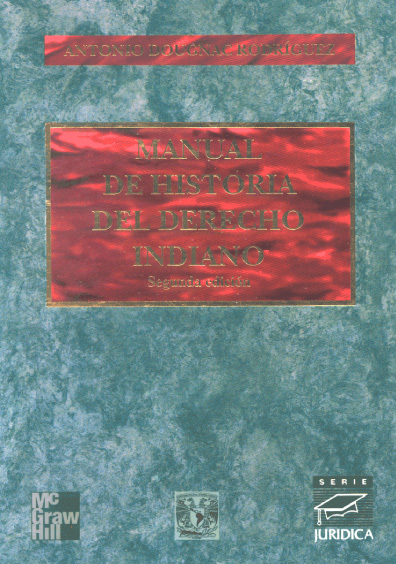 ANTONIO DOUGNAC RODRÍGUEZ
MANUAL
DE HISTORIA
DEL DERECHO
INDIANO
Segunda edición
Mc
Graw
Hill
SERIE
JURIDICA